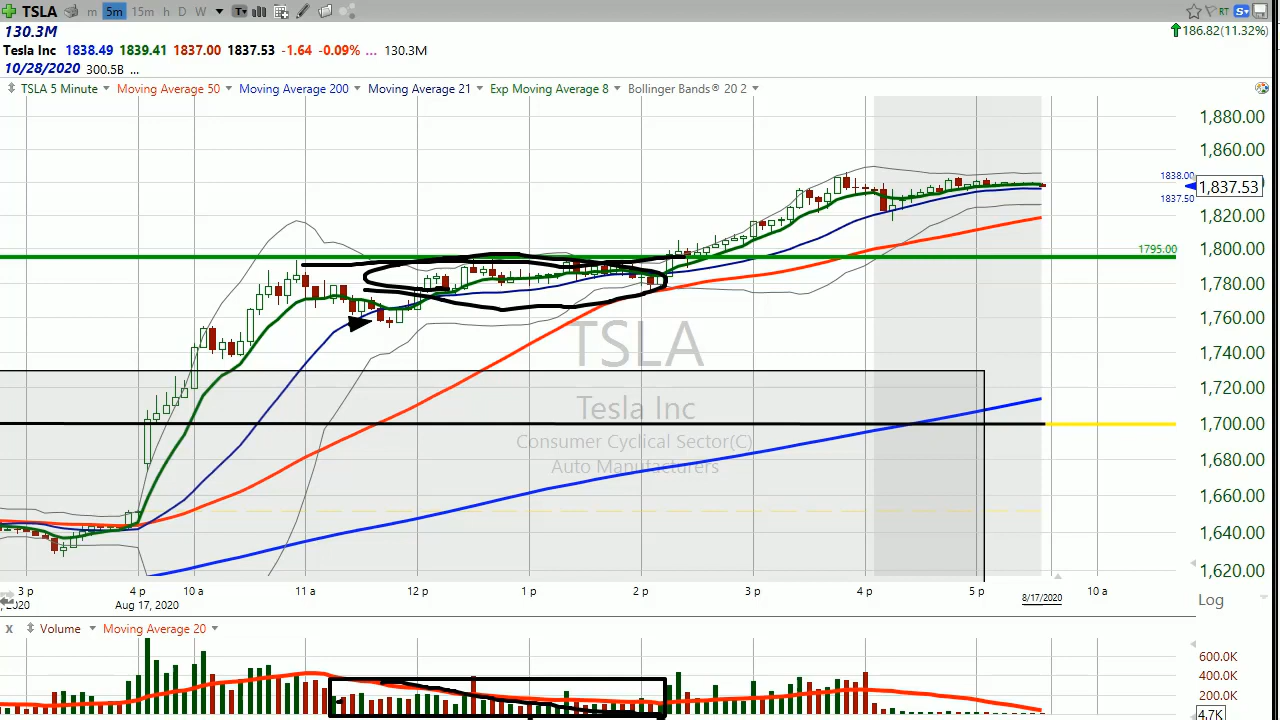 TSLA m 5m 15m h D W T RT S
130.3M
186.82(11.32%)
Tesla Inc 1838.49 1839.41 1837.00 1837.53 -1.64 -0.09% ... 130.3M
10/28/2020 300.5B ...
TSLA 5 Minute Moving Average 50 Moving Average 200 Moving Average 21 Exp Moving Average 8 Bollinger Bands® 20 2
1,880.00
1,860.00
1838.00
1,837.53
1837.50
1,820.00
1795.00
1,800.00
1,780.00
1,760.00
TSLA
1,740.00
1,720.00
Tesla Inc
1,700.00
Consumer Cyclical Sector(C)
Auto Manufacturers
1,680.00
1,660.00
1,640.00
1,620.00
3 p 4 p 10 a 11 a 12 p 1 p 2 p 3 p 4 p 5 p 10 a
, 2020 Aug 17, 2020 8/17/2020 Log
X Volume Moving Average 20
600.0K
400.0K
200.0K
4.7K